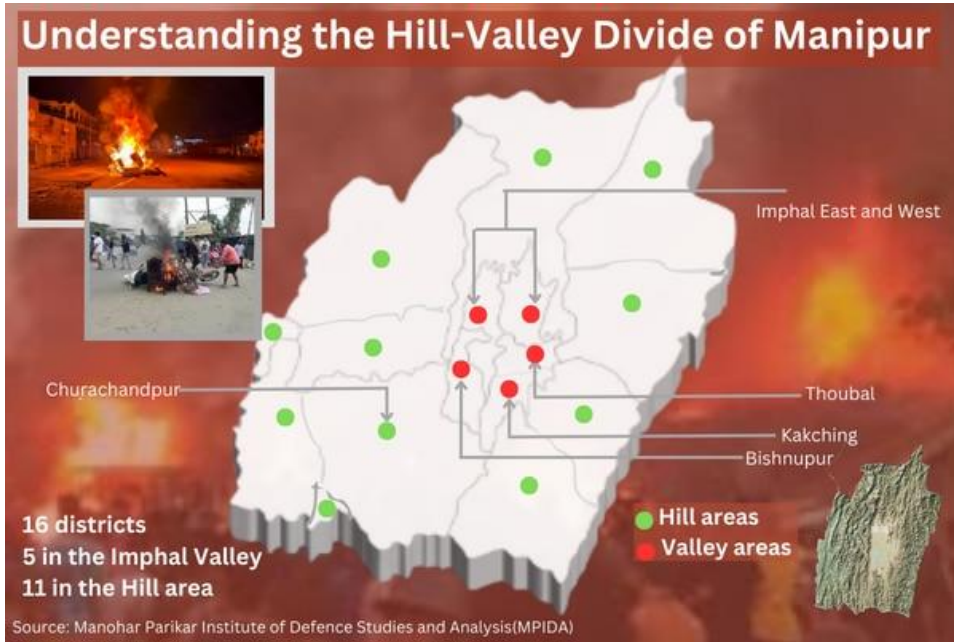 Understanding the Hill-Valley Divide of Manipur
Imphal East and West
Churachandpur
Thoubal
Kakching
Bishnupur
16 districts
5 in the Imphal Valley
11 in the Hill area
Hill areas
Valley areas
Source: Manohar Parikar Institute of Defence Studies and Analysis(MPIDA)